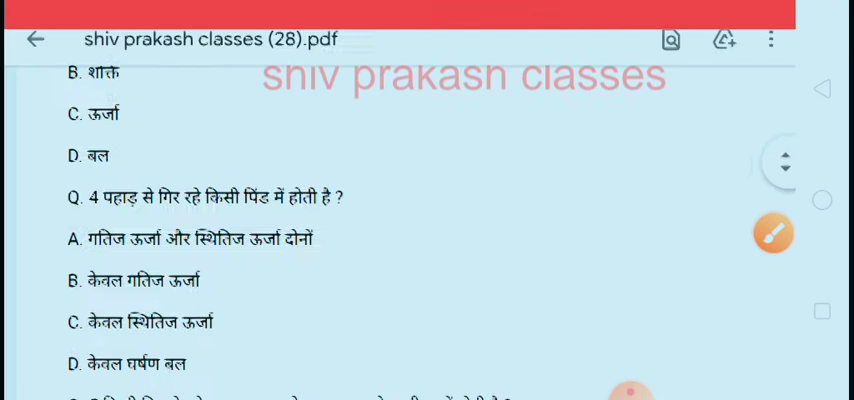 shiv prakash classes (28).pdf
B. शक्ति
shiv prakash classes
C. ऊर्जा
D. बल
Q. 4 पहाड़ से गिर रहे किसी पिंड में होती है ?
A. गतिज ऊर्जा और स्थितिज ऊर्जा दोनों
B. केवल गतिज ऊर्जा
C. केवल स्थितिज ऊर्जा
D. केवल घर्षण बल